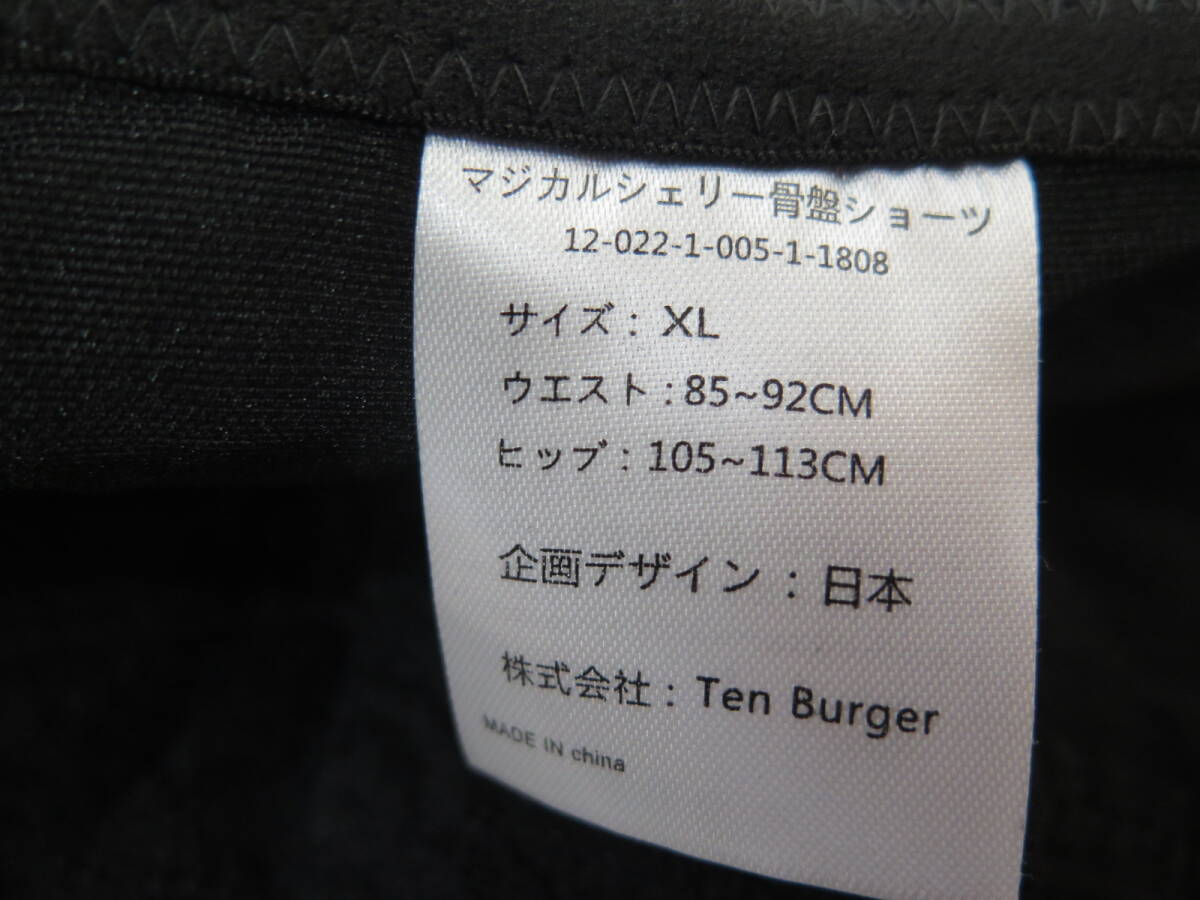 マジカルシェリー骨盤ショーツ
12-022-1-005-1-1808
サイズ：XL
ウエスト：85~92CM
ヒップ：105~113CM
企画デザイン：日本
株式会社：Ten Burger
MADE IN china